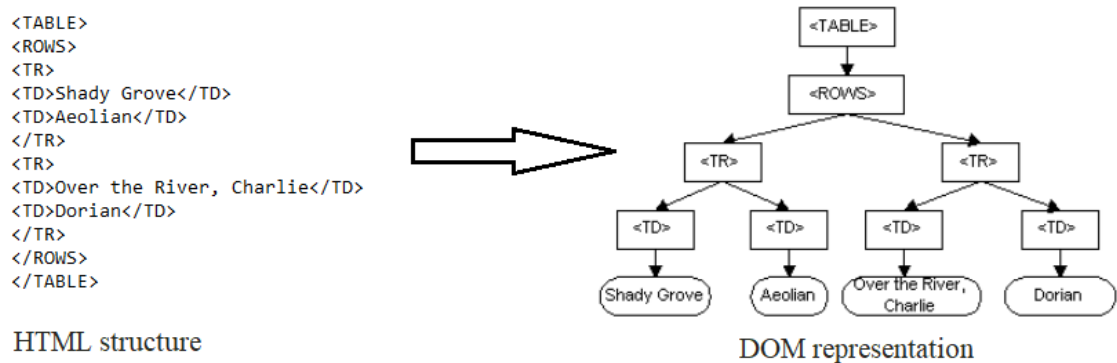 <TABLE>
<ROWS>
<TR>
<TD>Shady Grove</TD>
<TD>Aeolian</TD>
</TR>
<TR>
<TD>Over the River, Charlie</TD>
<TD>Dorian</TD>
</TR>
</ROWS>
</TABLE>
HTML structure
<TABLE>
<ROWS>
<TR>
<TR>
<TD>
<TD>
<TD>
<TD>
Shady Grove
Aeolian
Over the River,
Charlie
Dorian
DOM representation